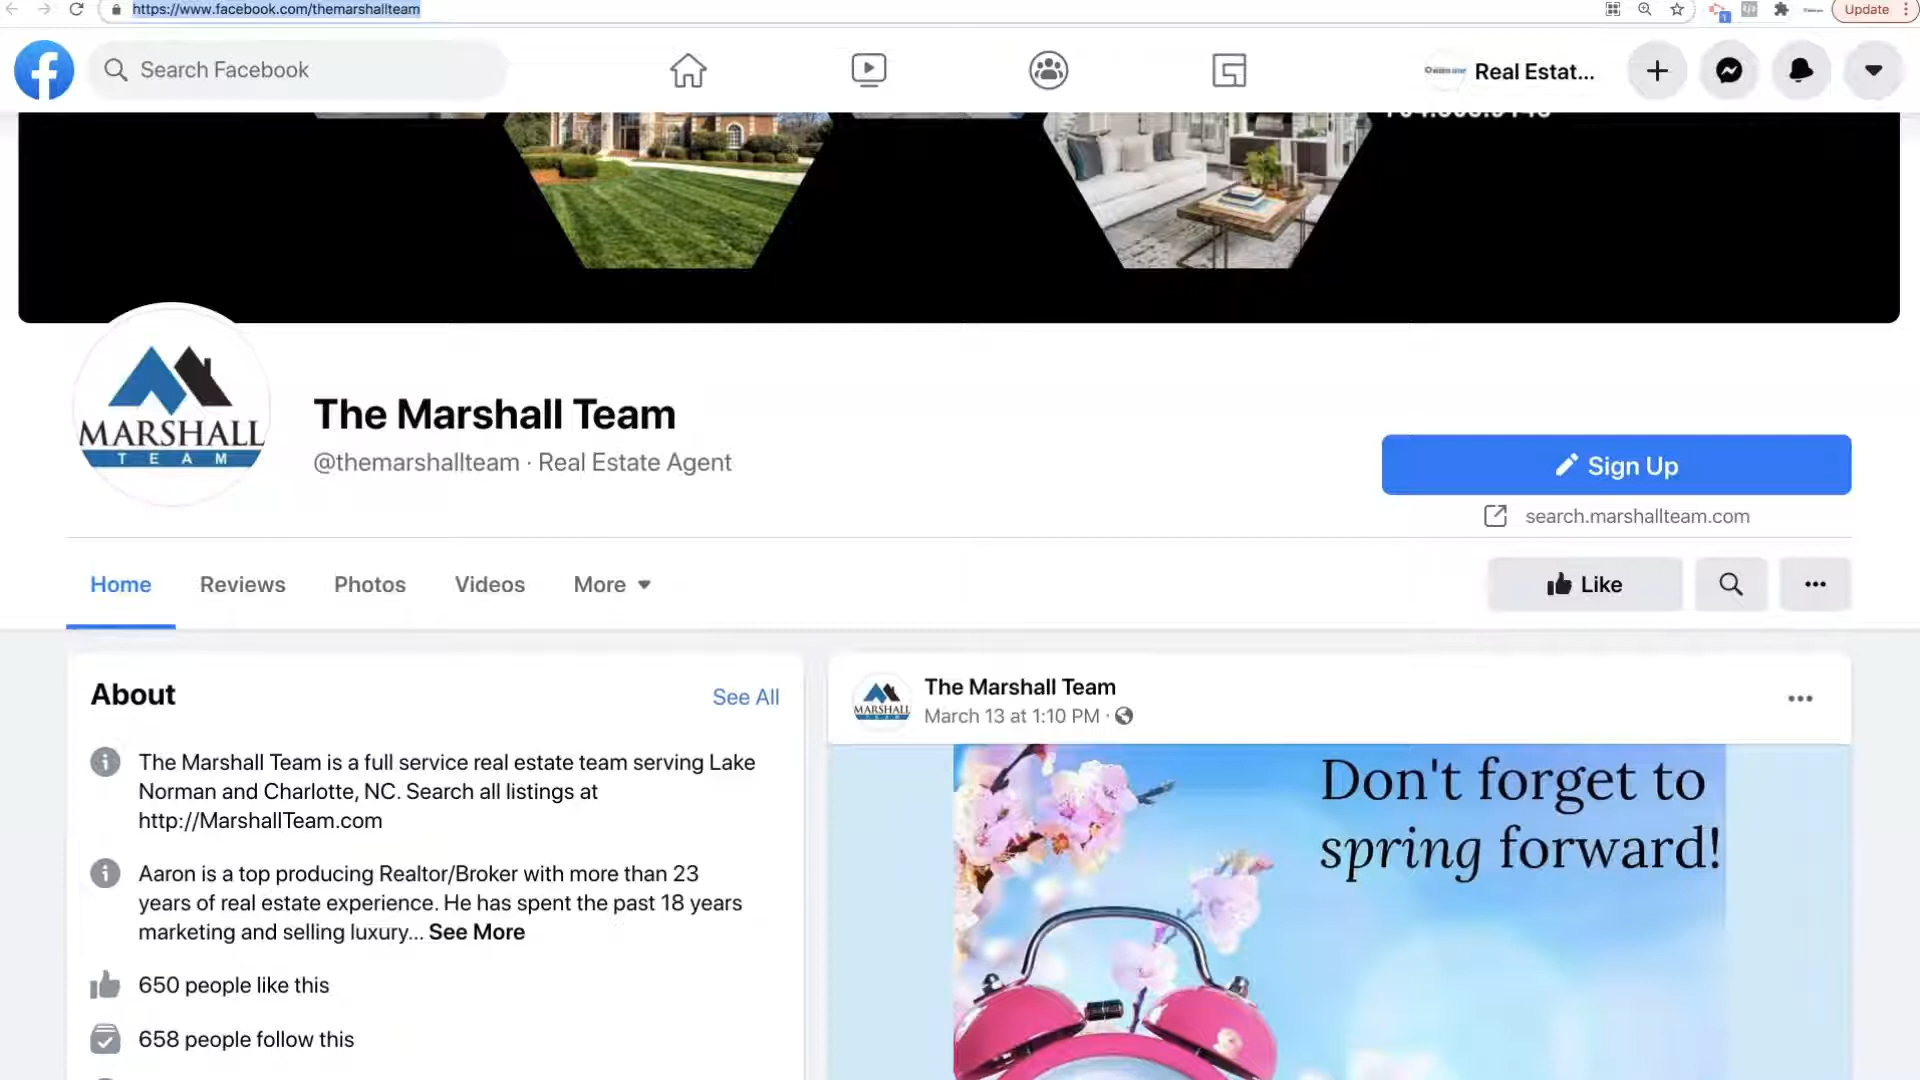 https://www.facebook.com/themarshallteam
Update
Search Facebook
Real Estat...
The Marshall Team
@themarshallteam · Real Estate Agent
MARSHALL
TEAM
Sign Up
search.marshallteam.com
Home
Reviews
Photos
Videos
More
Like
About
See All
The Marshall Team is a full service real estate team serving Lake
Norman and Charlotte, NC. Search all listings at
http://MarshallTeam.com
Aaron is a top producing Realtor/Broker with more than 23
years of real estate experience. He has spent the past 18 years
marketing and selling luxury... See More
650 people like this
658 people follow this
MARSHALL
TEAM
The Marshall Team
March 13 at 1:10 PM ·
Don't forget to
spring forward!